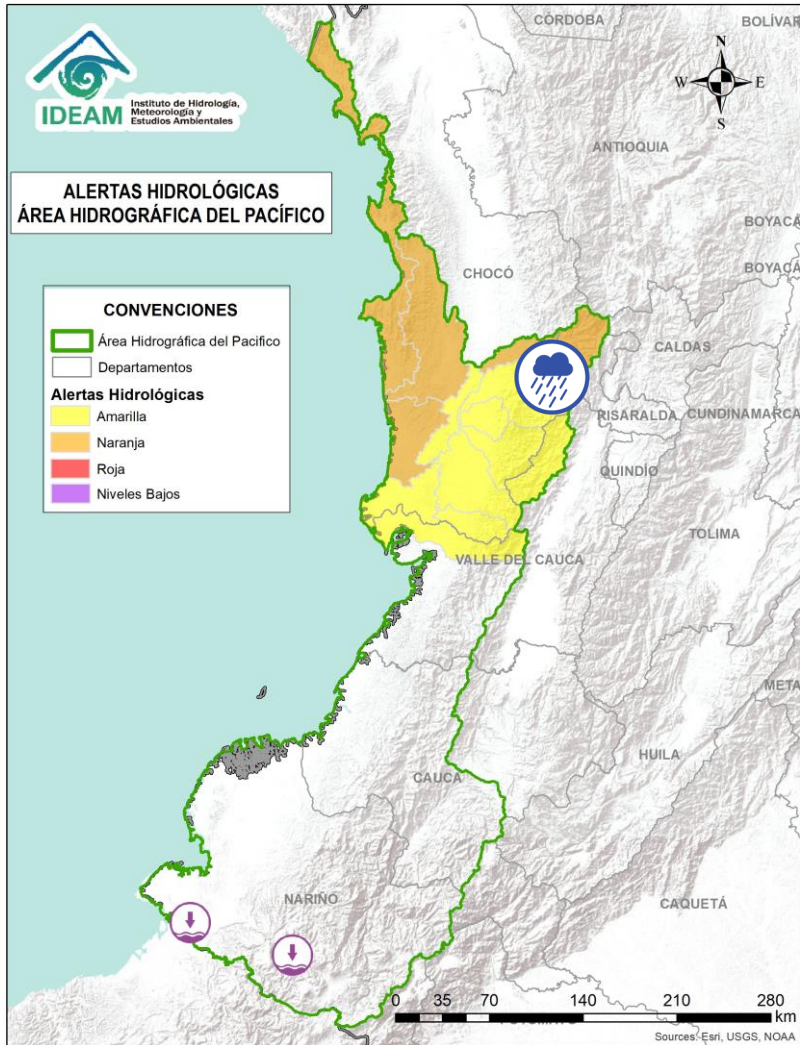 CÓRDOBA
BOLÍVAR
N
W
E
S
IDEAM
Instituto de Hidrología,
Meteorología y
Estudios Ambientales
ANTIOQUIA
ALERTAS HIDROLÓGICAS
ÁREA HIDROGRÁFICA DEL PACÍFICO
BOYACÁ
CHOCÓ
BOYACÁ
CONVENCIONES
Área Hidrográfica del Pacifico
Departamentos
Alertas Hidrológicas
Amarilla
Naranja
Roja
Niveles Bajos
CALDAS
RISARALDA
CUNDINAMARCA
QUINDÍO
TOLIMA
VALLE DEL CAUCA
META
HUILA
CAUCA
NARIÑO
CAQUETÁ
0 35 70 140 210 280
km
Sources: Esri, USGS, NOAA